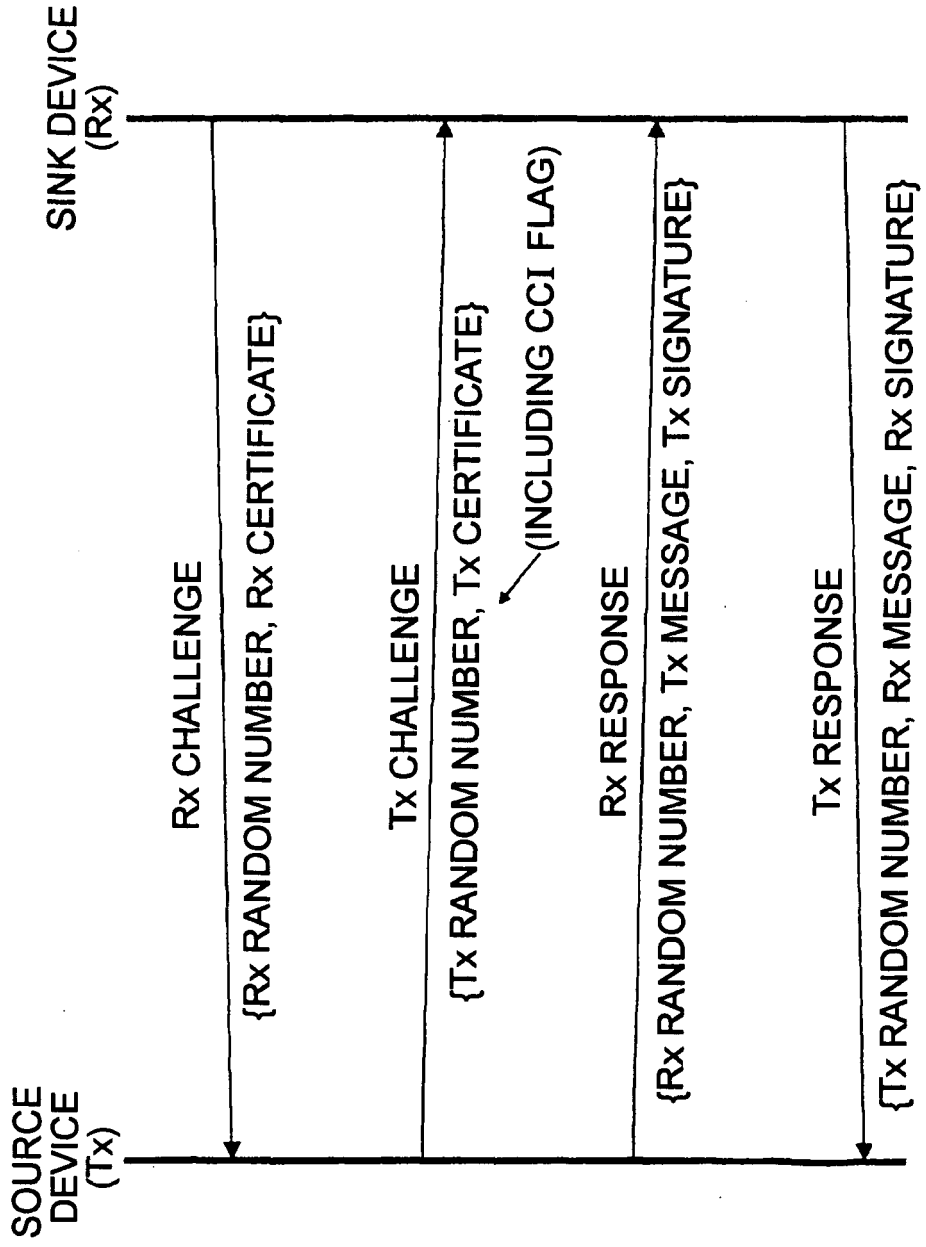 SOURCE
DEVICE
(Tx)
SINK DEVICE
(Rx)
Rx CHALLENGE
{Rx RANDOM NUMBER, Rx CERTIFICATE}
Tx CHALLENGE
{Tx RANDOM NUMBER, Tx CERTIFICATE}
(INCLUDING CCI FLAG)
Rx RESPONSE
{Rx RANDOM NUMBER, Tx MESSAGE, Tx SIGNATURE}
Tx RESPONSE
{Tx RANDOM NUMBER, Rx MESSAGE, Rx SIGNATURE}